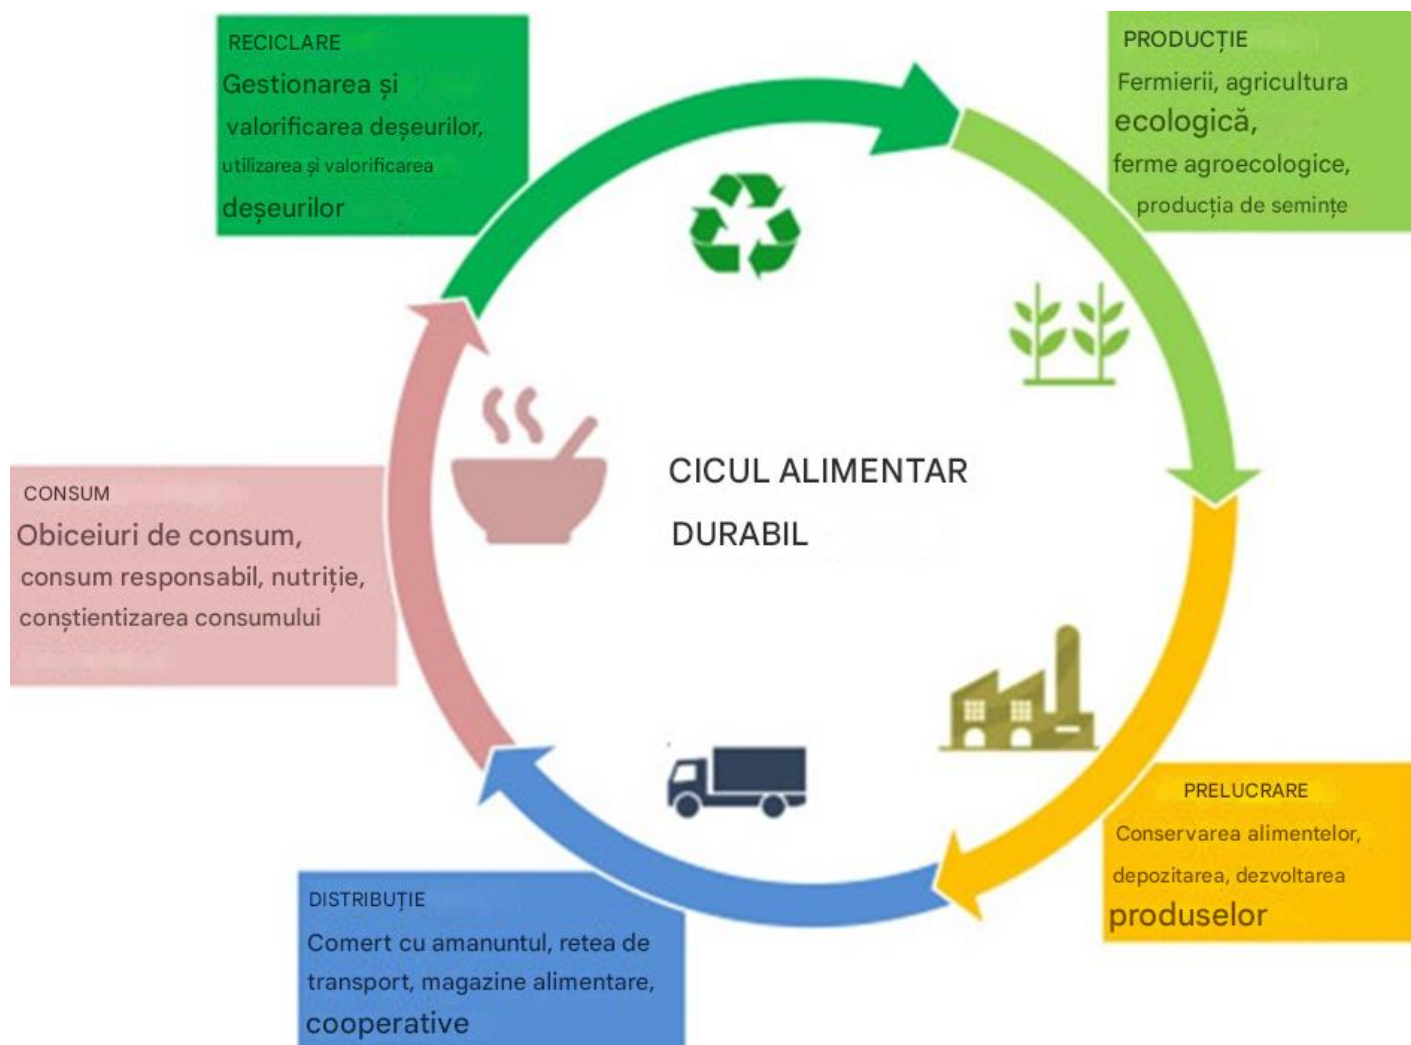 RECICLARE
Gestionarea și
valorificarea deșeurilor,
utilizarea și valorificarea
deșeurilor
PRODUCȚIE
Fermierii, agricultura
ecologică,
ferme agroecologice,
producția de semințe
CICUL ALIMENTAR
DURABIL
CONSUM
Obiceiuri de consum,
consum responsabil, nutriție,
conștientizarea consumului
PRELUCRARE
Conservarea alimentelor,
depozitarea, dezvoltarea
produselor
DISTRIBUȚIE
Comert cu amanuntul, retea de
transport, magazine alimentare,
cooperative